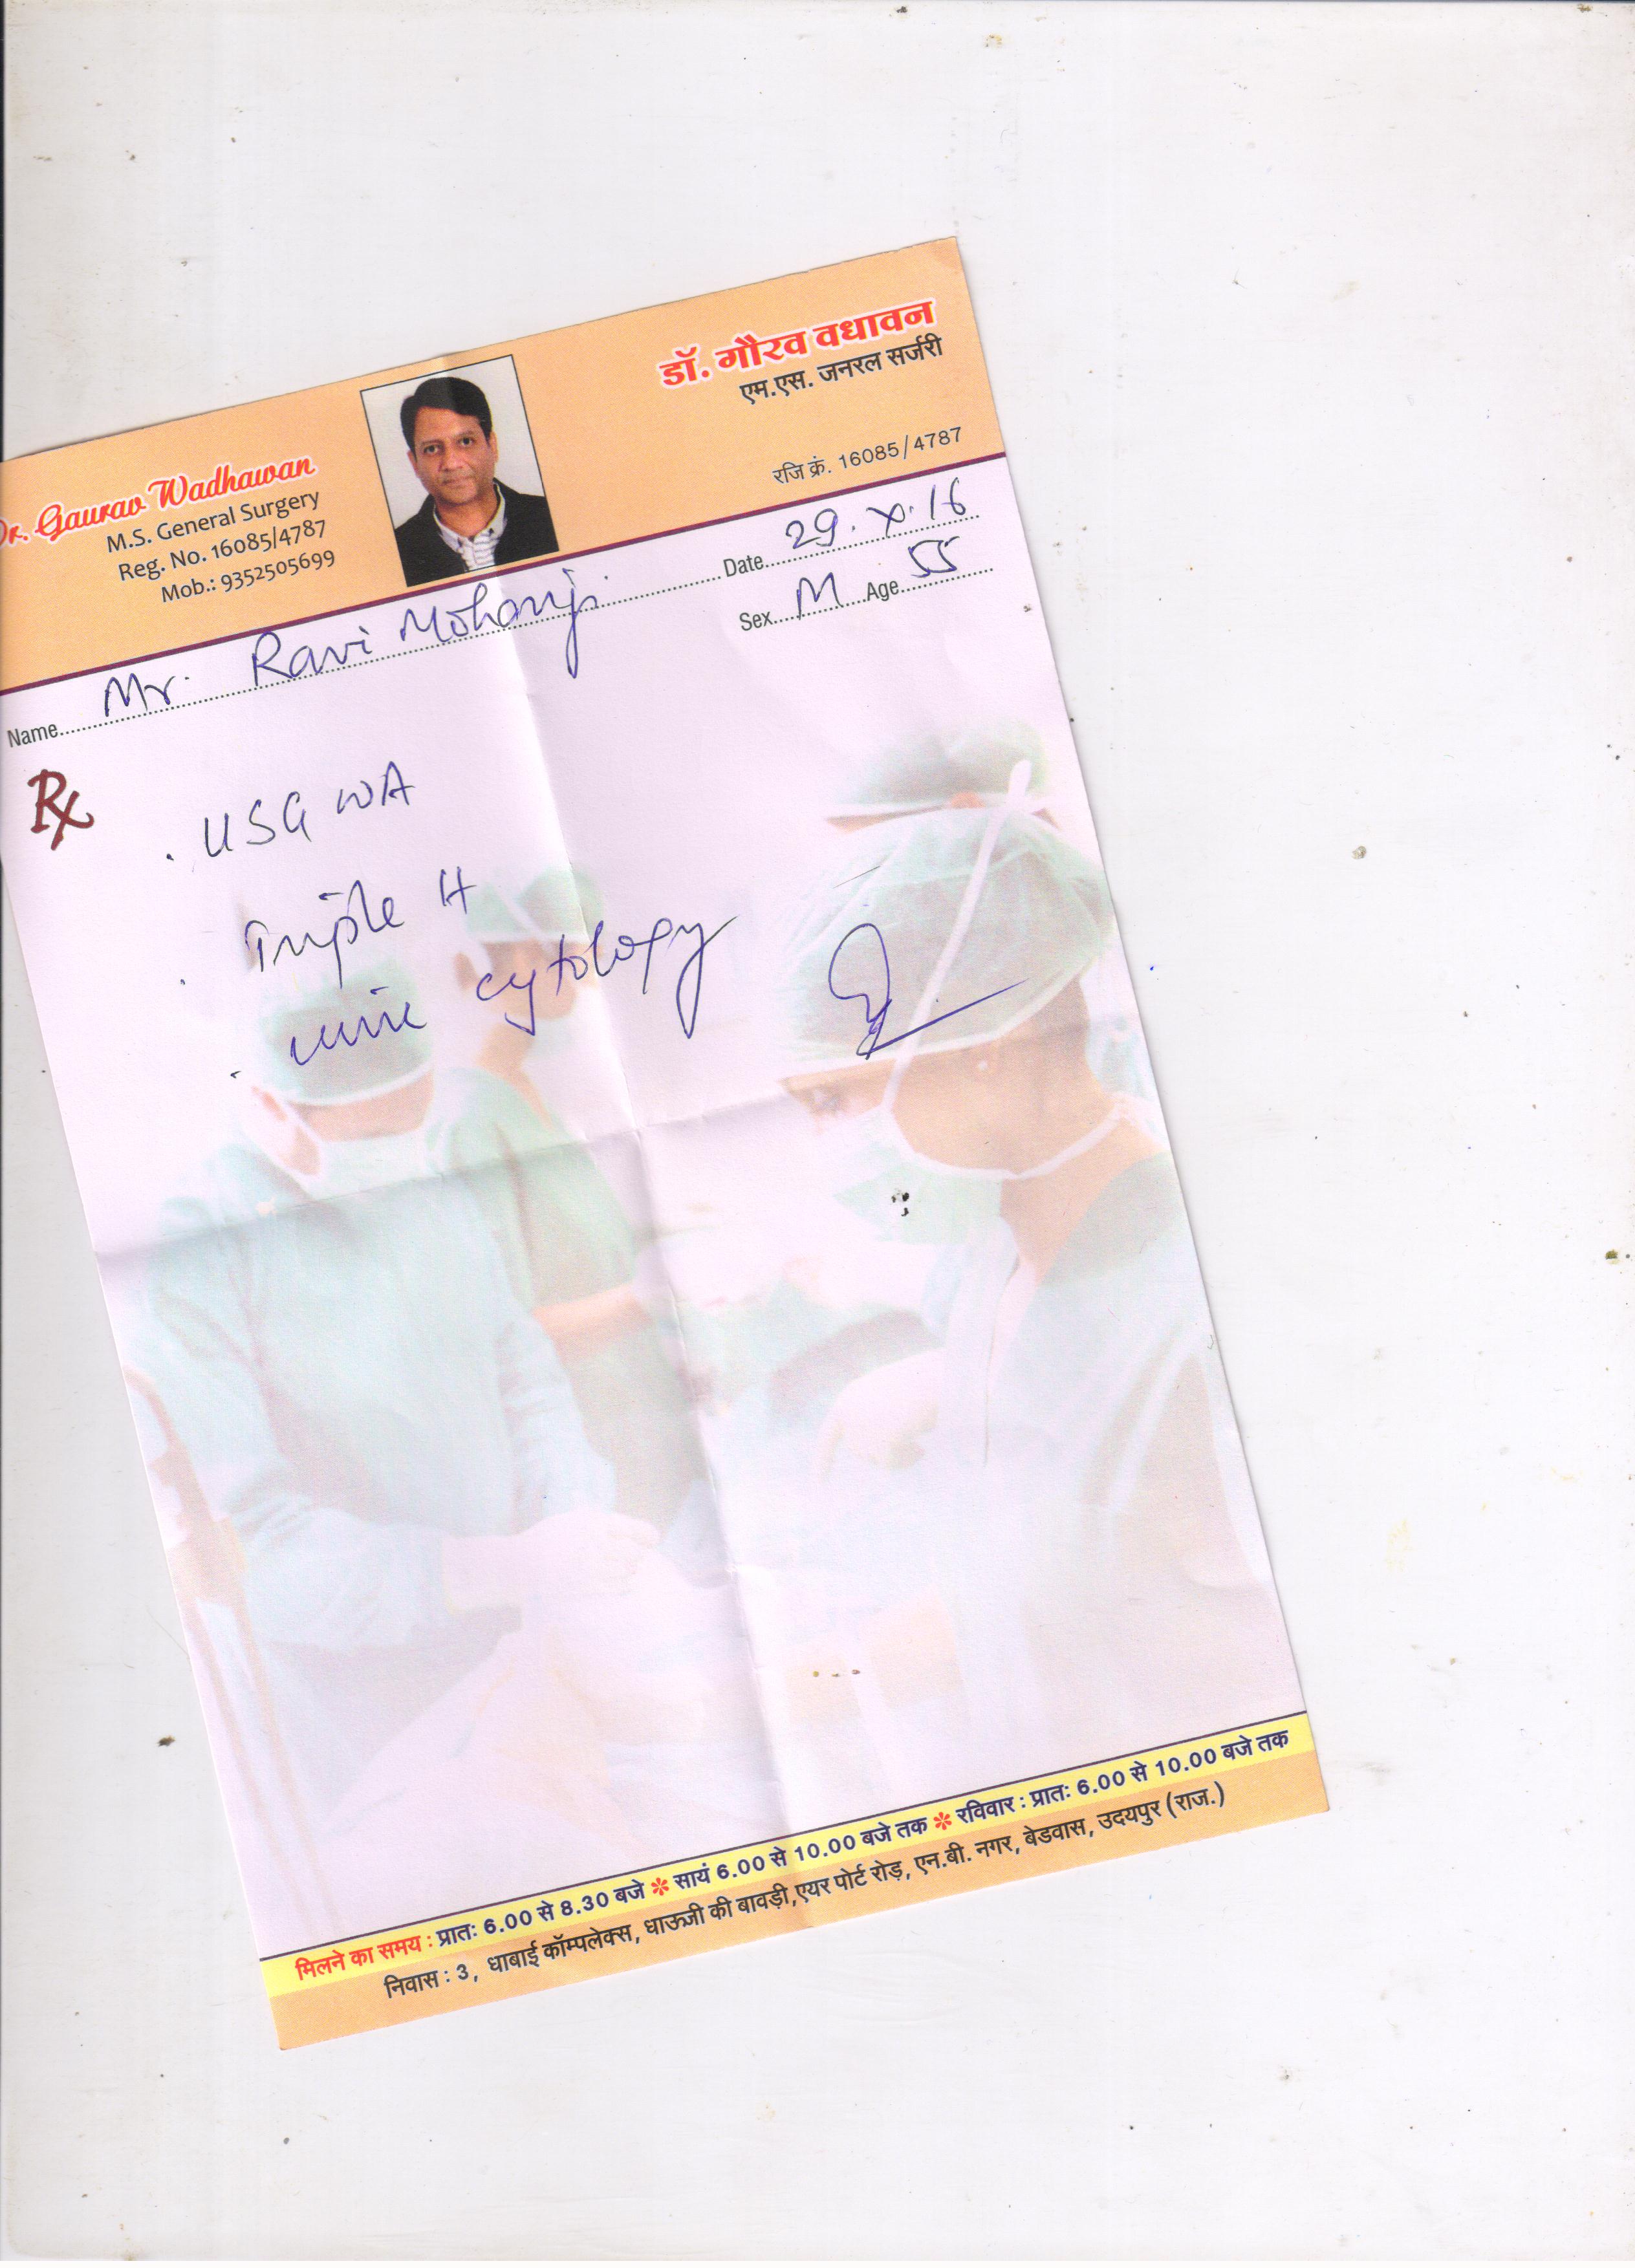 डॉ. गौरव वधावन
एम.एस. जनरल सर्जरी
रजि क्रं. 16085/4787
Dr. Gaurav Wadhawan
M.S. General Surgery
Reg. No. 16085/4787
Mob.: 9352505699
Name Mr. Ravi Mohanji Date 29.X.16
Sex M Age 55
Rx
. USG WA
. Triple H
. urine cytology
मिलने का समय : प्रातः 6.00 से 8.30 बजे ✽ सायं 6.00 से 10.00 बजे तक ✽ रविवार : प्रातः 6.00 से 10.00 बजे तक
निवास : 3, धाबाई कॉम्पलेक्स, धाऊजी की बावड़ी,एयर पोर्ट रोड़, एन.बी. नगर, बेडवास, उदयपुर (राज.)